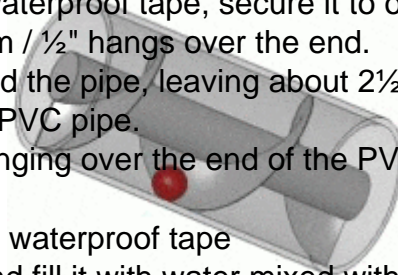 waterproof tape, secure it to o
m / ½" hangs over the end.
d the pipe, leaving about 2½
PVC pipe.
nging over the end of the PV
waterproof tape
ed fill it with water mixed with